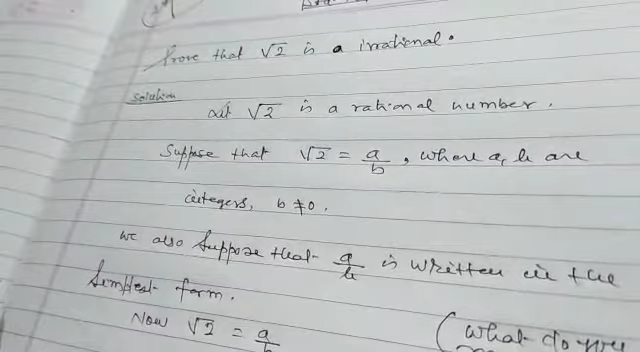 Prove that √2 is a irrational.
Solution
Let √2 is a rational number.
Suppose that √2 = a/b, where a, b are
integers, b ≠ 0.
we also suppose that a/b is written in the
simplest form.
Now √2 = a/b
(What do you